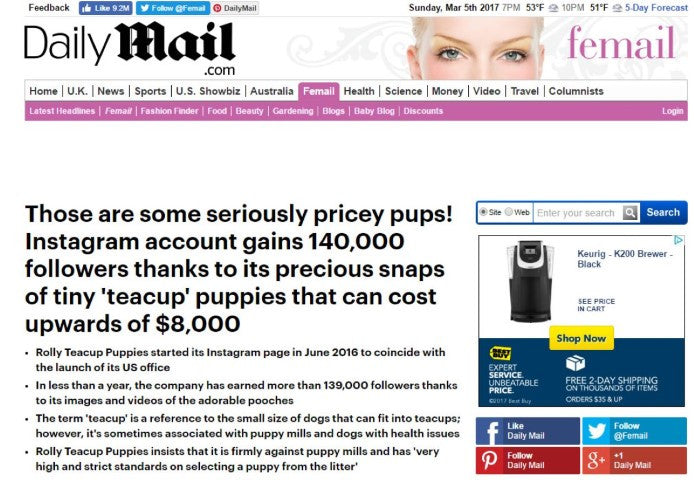 Feedback Like 9.2M Follow @Femail DailyMail Sunday, Mar 5th 2017 7PM 53°F 10PM 51°F 5-Day Forecast
Daily Mail
.com
femail
Home U.K. News Sports U.S. Showbiz Australia Femail Health Science Money Video Travel Columnists
Latest Headlines Femail Fashion Finder Food Beauty Gardening Blogs Baby Blog Discounts Login
Those are some seriously pricey pups!
Instagram account gains 140,000
followers thanks to its precious snaps
of tiny 'teacup' puppies that can cost
upwards of $8,000
• Rolly Teacup Puppies started its Instagram page in June 2016 to coincide with
the launch of its US office
• In less than a year, the company has earned more than 139,000 followers thanks
to its images and videos of the adorable pooches
• The term 'teacup' is a reference to the small size of dogs that can fit into teacups;
however, it's sometimes associated with puppy mills and dogs with health issues
• Rolly Teacup Puppies insists that it is firmly against puppy mills and has 'very
high and strict standards on selecting a puppy from the litter'
Site Web Enter your search Search
Keurig - K200 Brewer -
Black
SEE PRICE
IN CART
Shop Now
BEST
BUY
EXPERT
SERVICE.
UNBEATABLE
PRICE.
©2017 Best Buy
FREE 2-DAY SHIPPING
ON THOUSANDS OF ITEMS
ORDERS $35 & UP
Like
Daily Mail
Follow
@Femail
Follow
Daily Mail
+1
Daily Mail